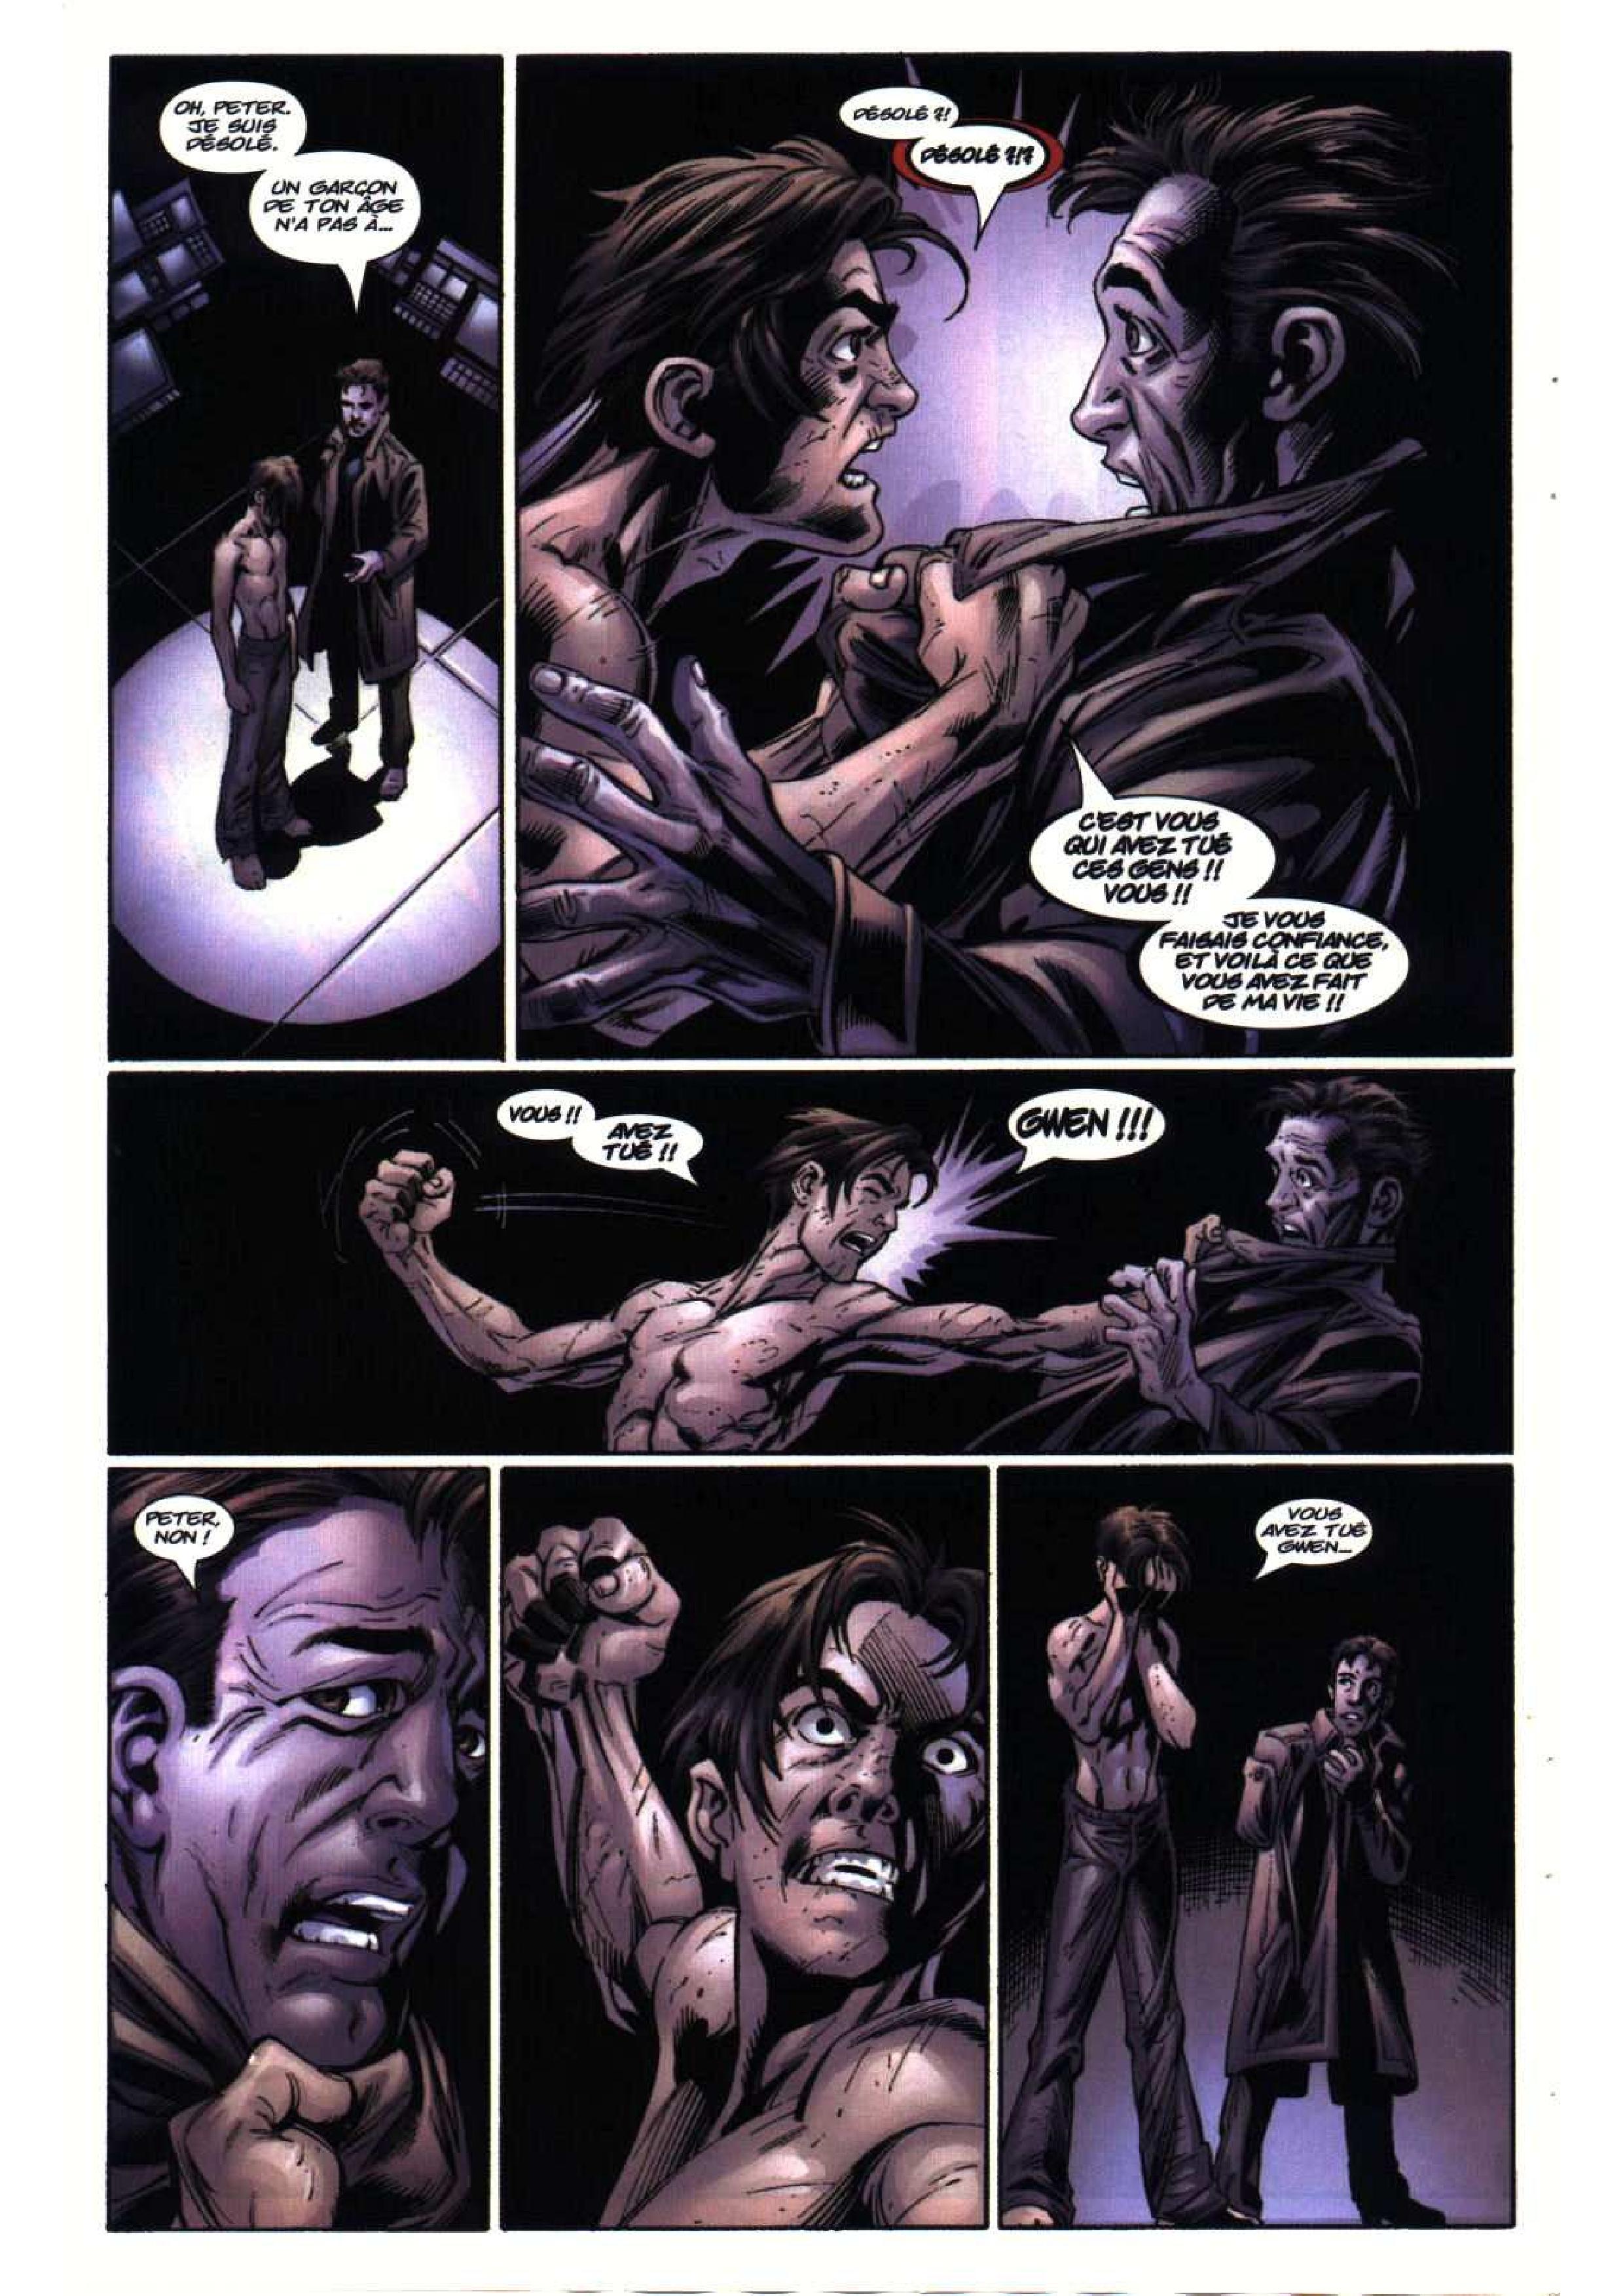 OH, PETER.
JE SUIS
DÉSOLÉ.
UN GARÇON
DE TON ÂGE
N'A PAS À...
DÉSOLÉ ?!
DÉSOLÉ ?!?
C'EST VOUS
QUI AVEZ TUÉ
CES GENS !!
VOUS !!
JE VOUS
FAISAIS CONFIANCE,
ET VOILÀ CE QUE
VOUS AVEZ FAIT
DE MA VIE !!
VOUS !!
AVEZ
TUÉ !!
GWEN !!!
PETER,
NON !
VOUS
AVEZ TUÉ
GWEN...